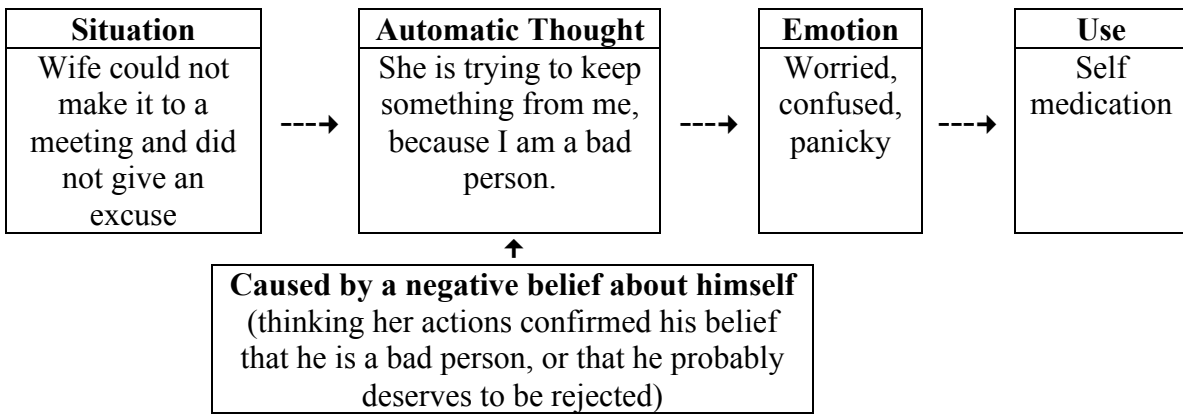 Situation
Wife could not
make it to a
meeting and did
not give an
excuse
Automatic Thought
She is trying to keep
something from me,
because I am a bad
person.
Emotion
Worried,
confused,
panicky
Use
Self
medication
Caused by a negative belief about himself
(thinking her actions confirmed his belief
that he is a bad person, or that he probably
deserves to be rejected)